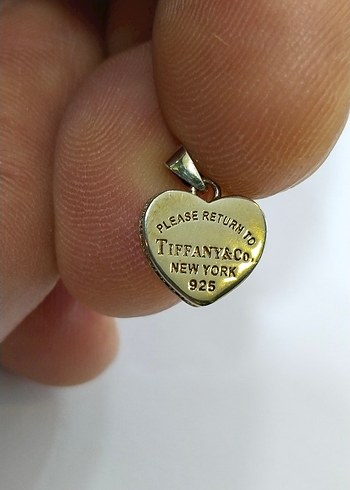 PLEASE RETURN TO
TIFFANY&Co.
NEW YORK
925